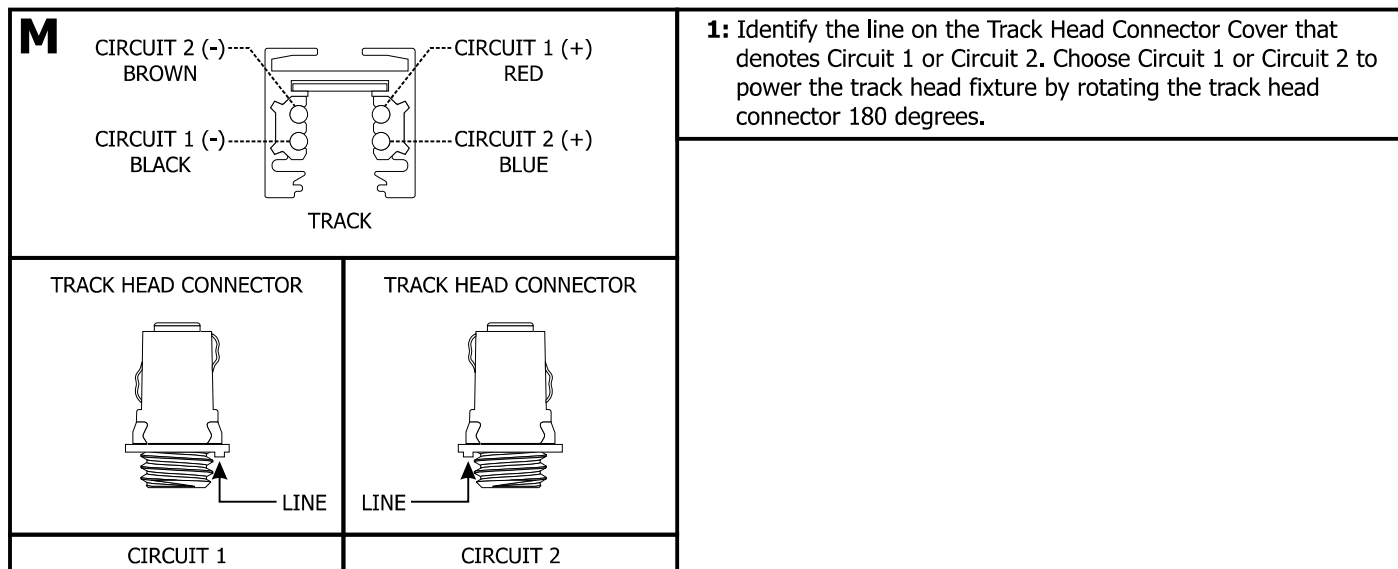 M
CIRCUIT 2 (-)
BROWN
CIRCUIT 1 (+)
RED
CIRCUIT 1 (-)
BLACK
CIRCUIT 2 (+)
BLUE
TRACK
1: Identify the line on the Track Head Connector Cover that
denotes Circuit 1 or Circuit 2. Choose Circuit 1 or Circuit 2 to
power the track head fixture by rotating the track head
connector 180 degrees.
TRACK HEAD CONNECTOR
LINE
CIRCUIT 1
TRACK HEAD CONNECTOR
LINE
CIRCUIT 2